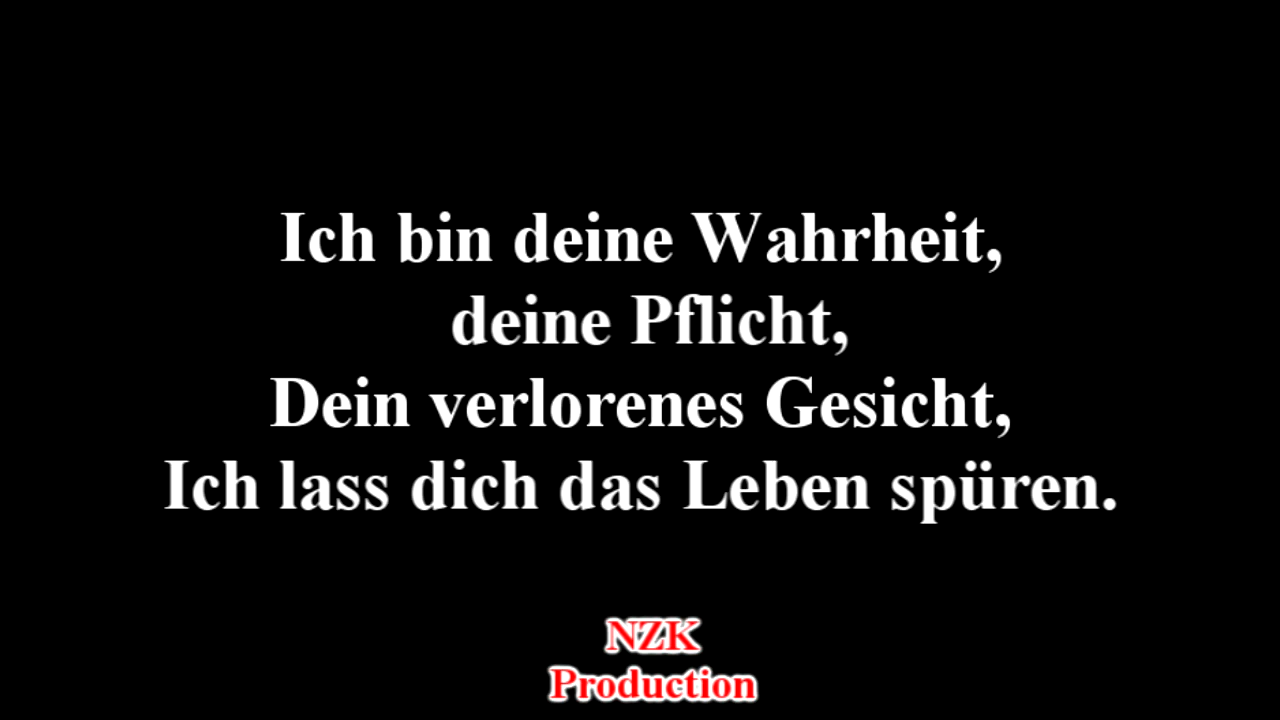 Ich bin deine Wahrheit,
deine Pflicht,
Dein verlorenes Gesicht,
Ich lass dich das Leben spüren.
NZK
Production